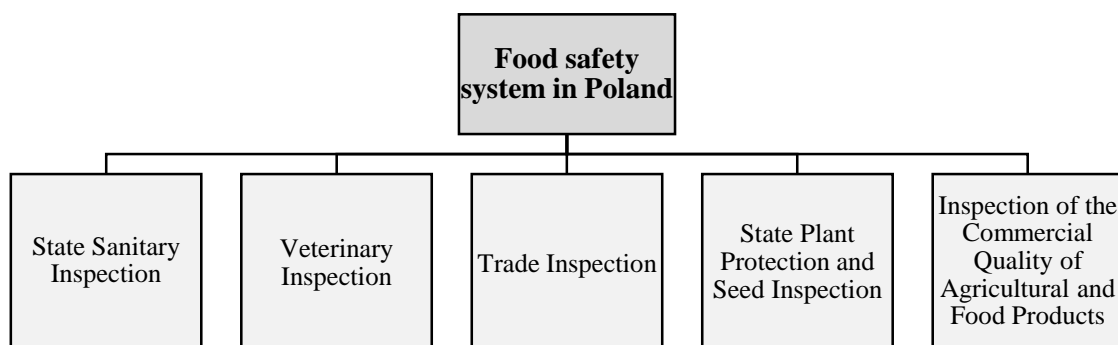 Food safety
system in Poland
State Sanitary
Inspection
Veterinary
Inspection
Trade Inspection
State Plant
Protection and
Seed Inspection
Inspection of the
Commercial
Quality of
Agricultural and
Food Products